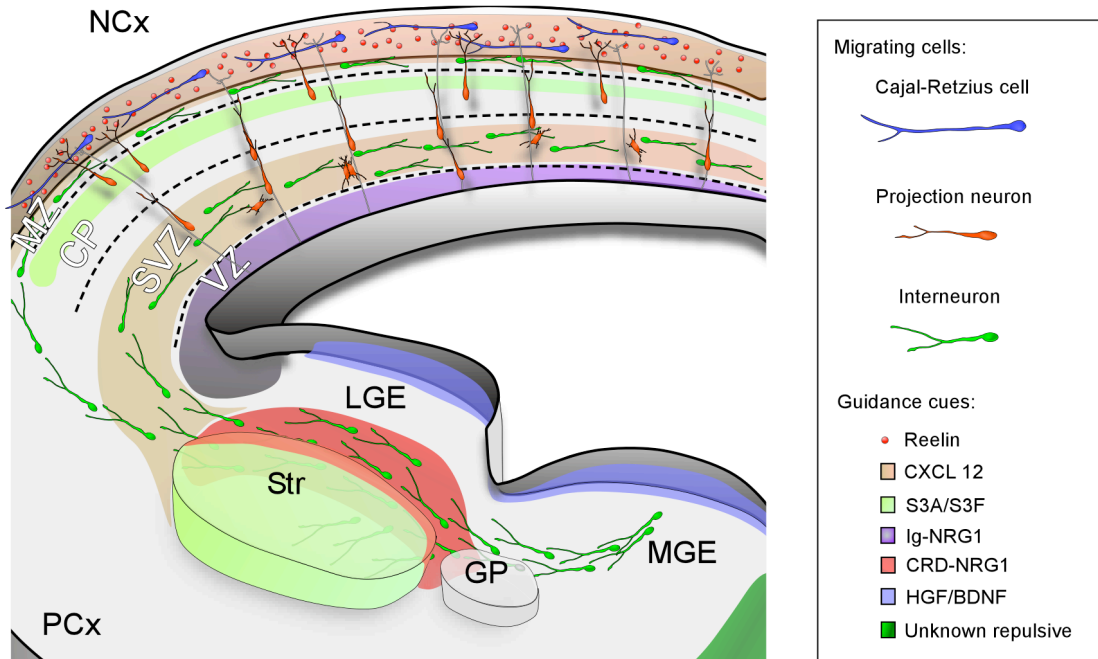 NCx
MZ
CP
SVZ
VZ
LGE
Str
GP
MGE
PCx
Migrating cells:
Cajal-Retzius cell
Projection neuron
Interneuron
Guidance cues:
Reelin
CXCL 12
S3A/S3F
Ig-NRG1
CRD-NRG1
HGF/BDNF
Unknown repulsive